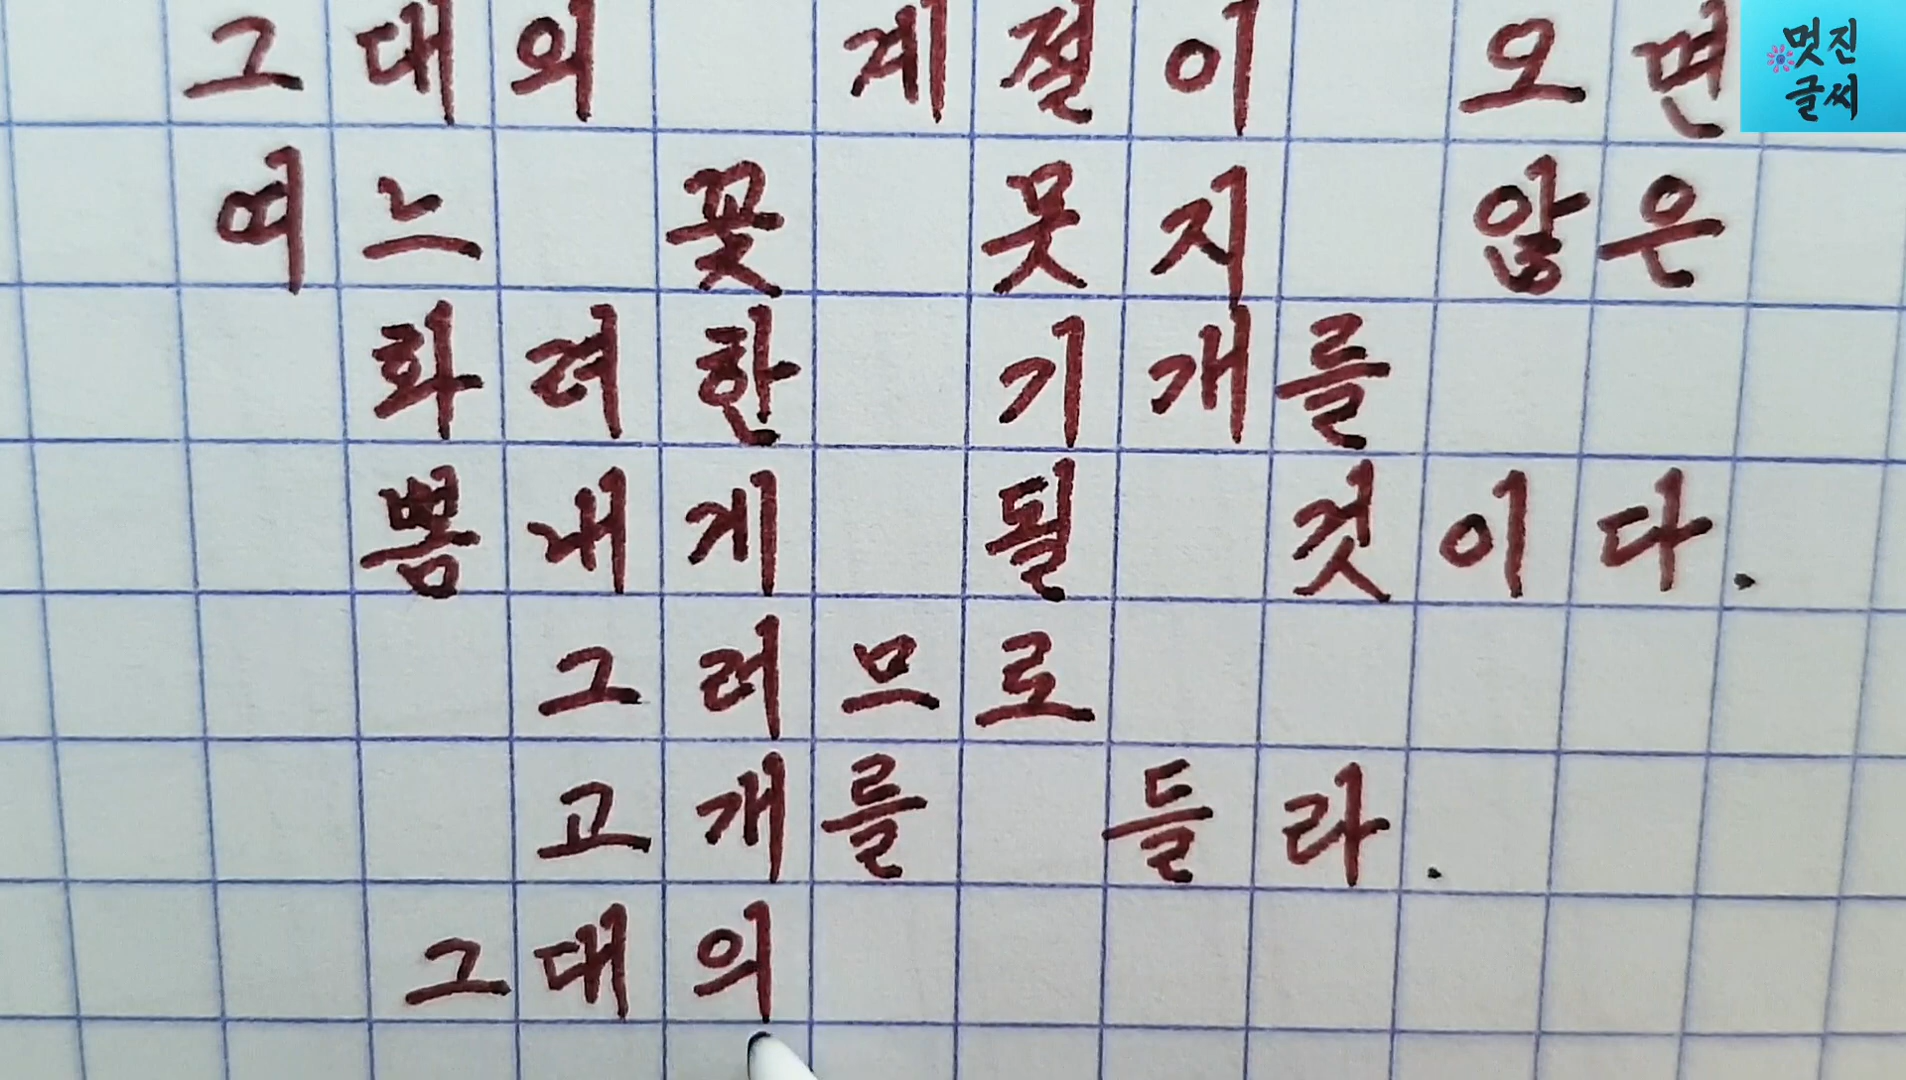 그대의 계절이 오면
여느 꽃 못지 않은
화려한 기개를
뽐내게 될 것이다.
그러므로
고개를 들라.
그대의
멋진
글씨